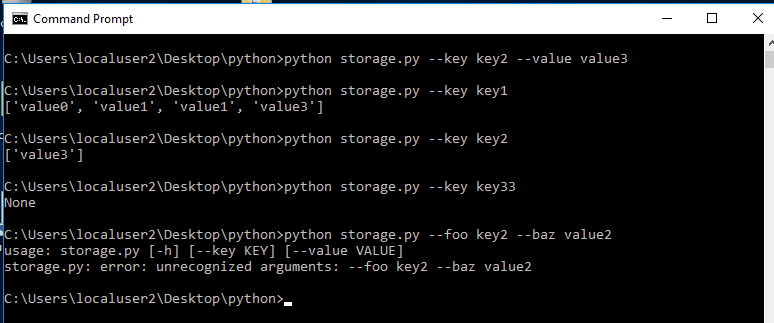 Command Prompt
C:\Users\localuser2\Desktop\python>python storage.py --key key2 --value value3
C:\Users\localuser2\Desktop\python>python storage.py --key key1
['value0', 'value1', 'value1', 'value3']
C:\Users\localuser2\Desktop\python>python storage.py --key key2
['value3']
C:\Users\localuser2\Desktop\python>python storage.py --key key33
None
C:\Users\localuser2\Desktop\python>python storage.py --foo key2 --baz value2
usage: storage.py [-h] [--key KEY] [--value VALUE]
storage.py: error: unrecognized arguments: --foo key2 --baz value2
C:\Users\localuser2\Desktop\python>